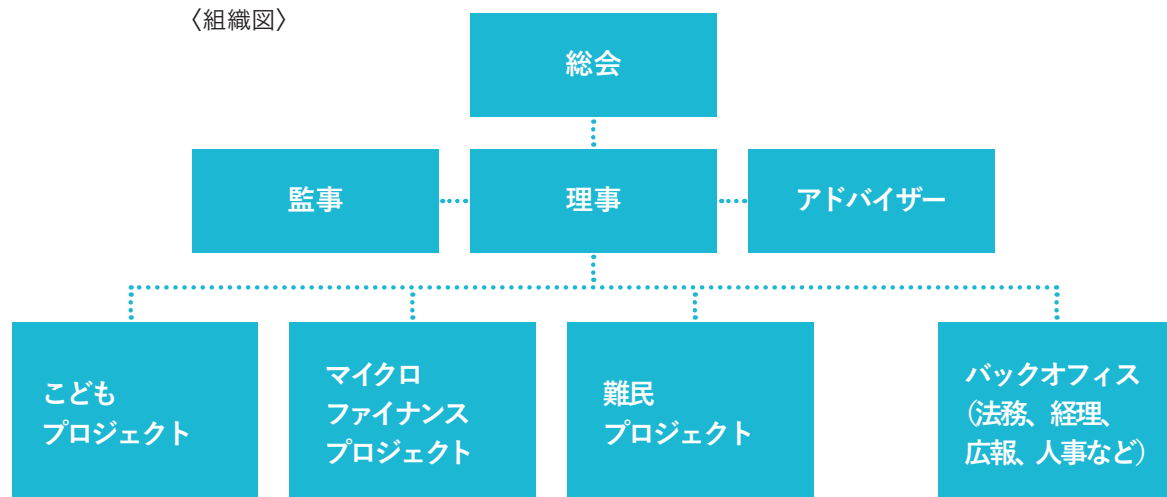 〈組織図〉
総会
監事
理事
アドバイザー
こども
プロジェクト
マイクロ
ファイナンス
プロジェクト
難民
プロジェクト
バックオフィス
(法務、経理、
広報、人事など)